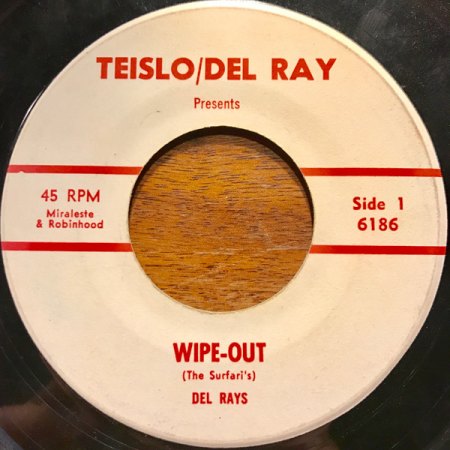 TEISLO/DEL RAY
Presents
45 RPM
Miraleste
& Robinhood
Side 1
6186
WIPE-OUT
(The Surfari's)
DEL RAYS